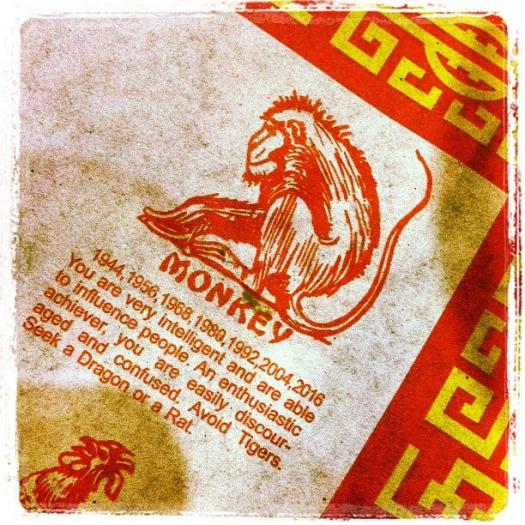 MONKEY
1944,1956,1968,1980,1992,2004,2016
You are very intelligent and are able
to influence people. An enthusiastic
achiever, you are easily discour-
aged and confused. Avoid Tigers.
Seek a Dragon or a Rat.